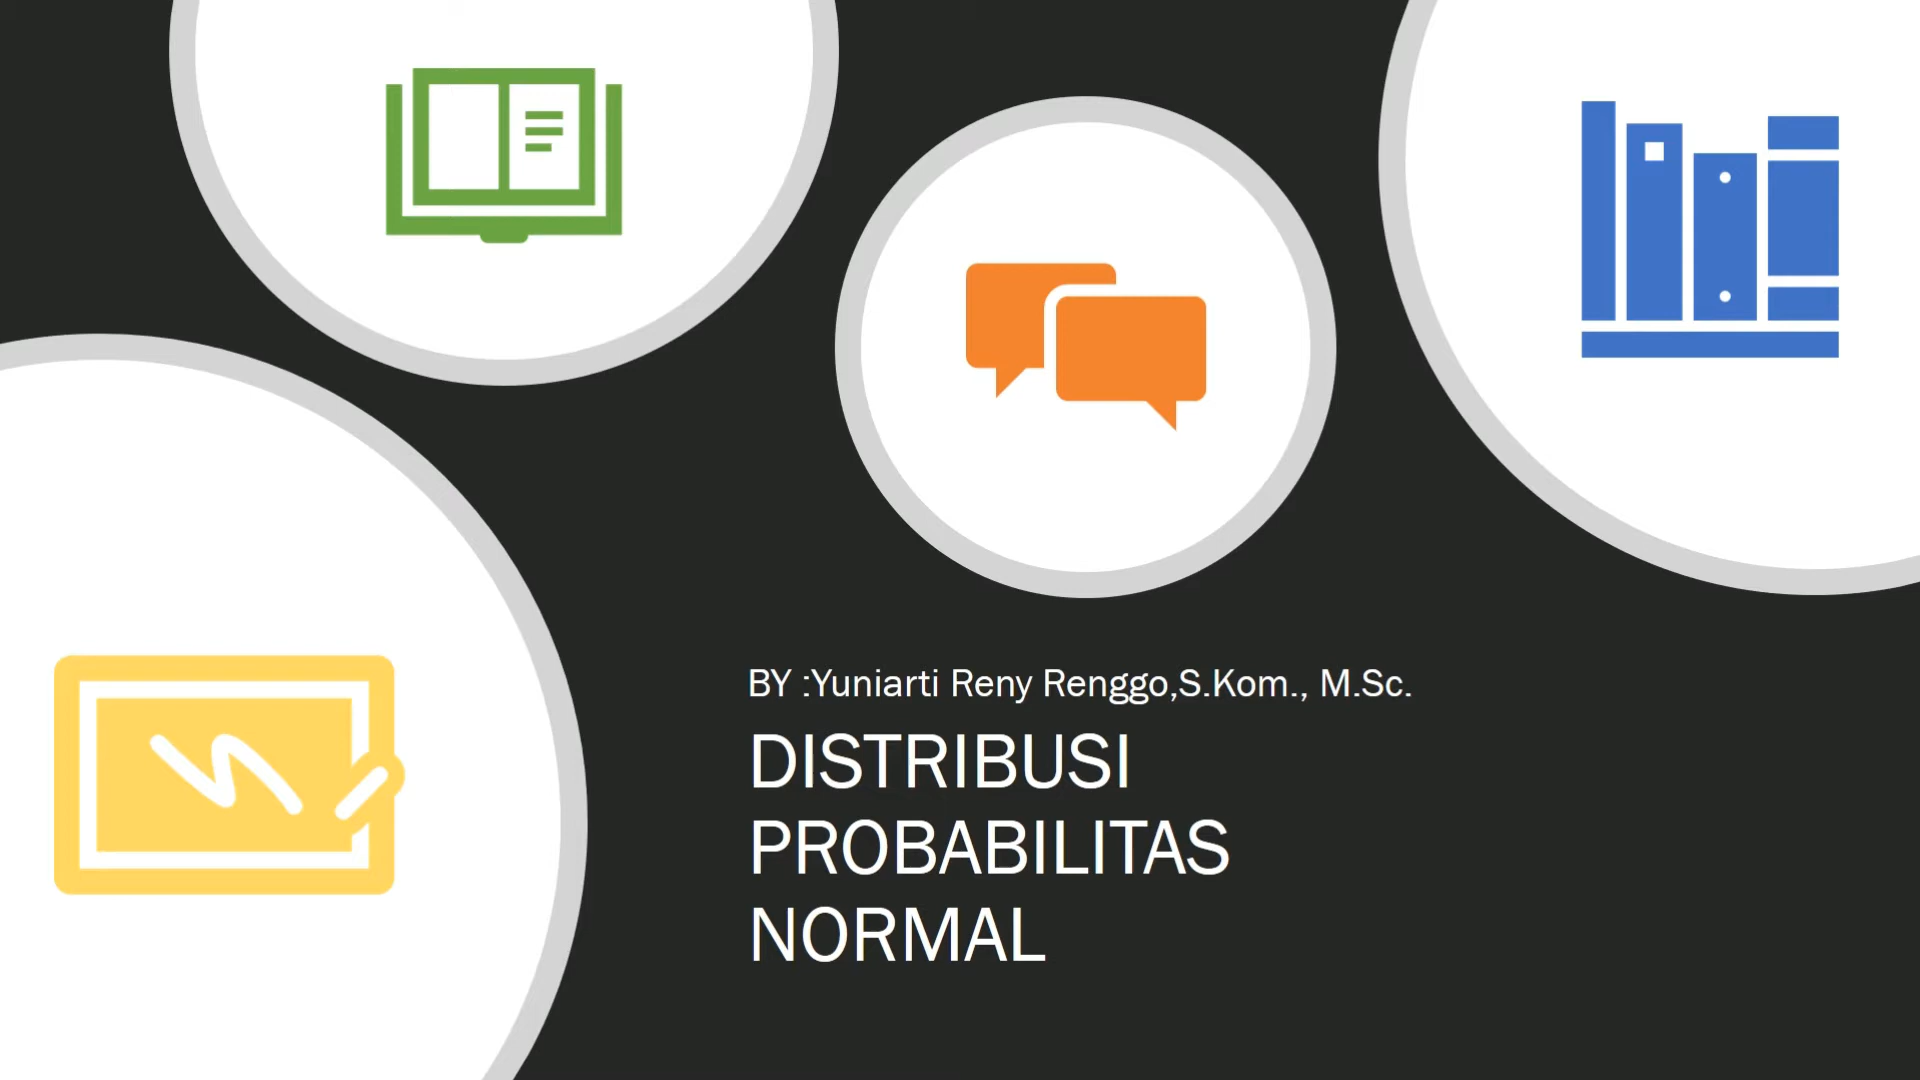 BY :Yuniarti Reny Renggo,S.Kom., M.Sc.
DISTRIBUSI
PROBABILITAS
NORMAL